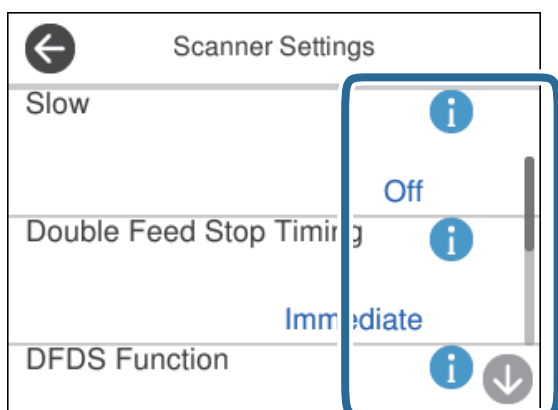 Scanner Settings
Slow
i
Off
Double Feed Stop Timing
i
Immediate
DFDS Function
i